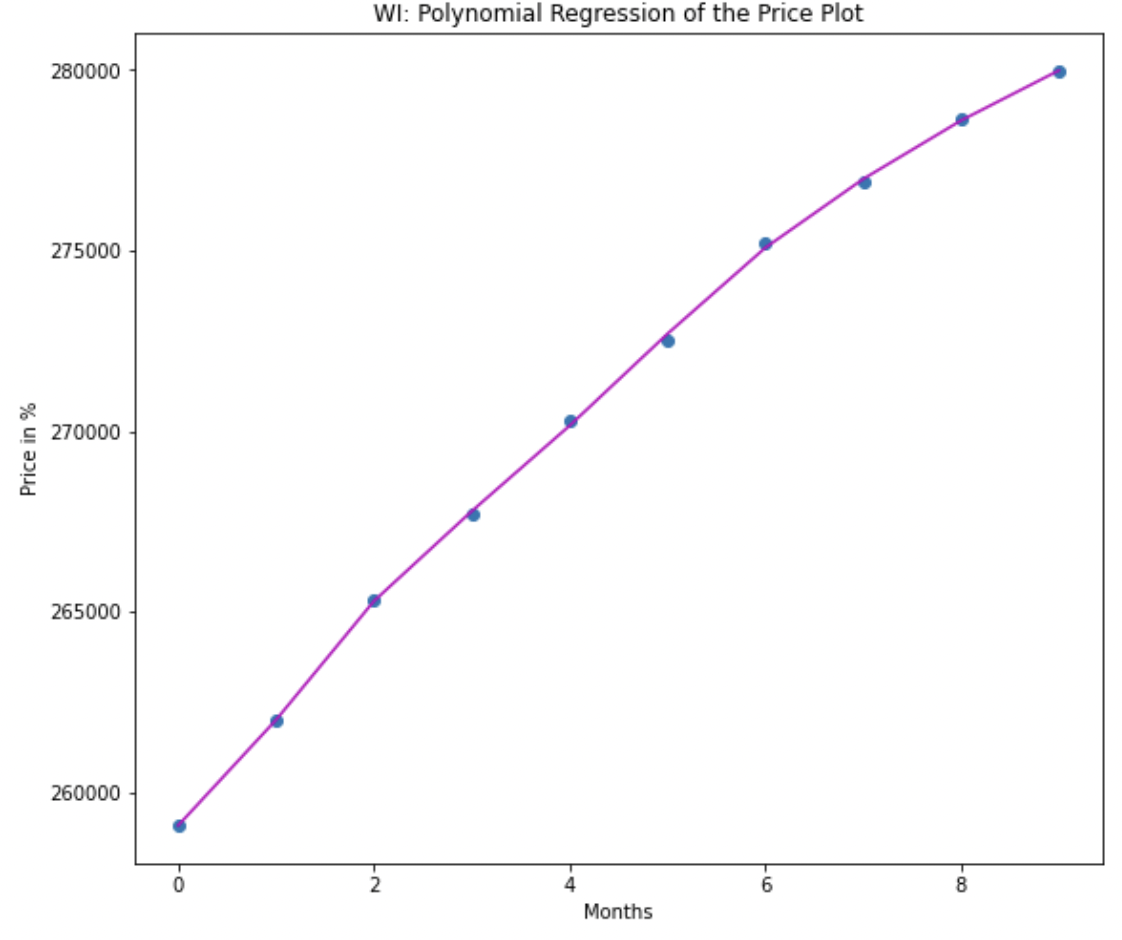 WI: Polynomial Regression of the Price Plot
280000
275000
270000
265000
260000
Price in %
0 2 4 6 8
Months